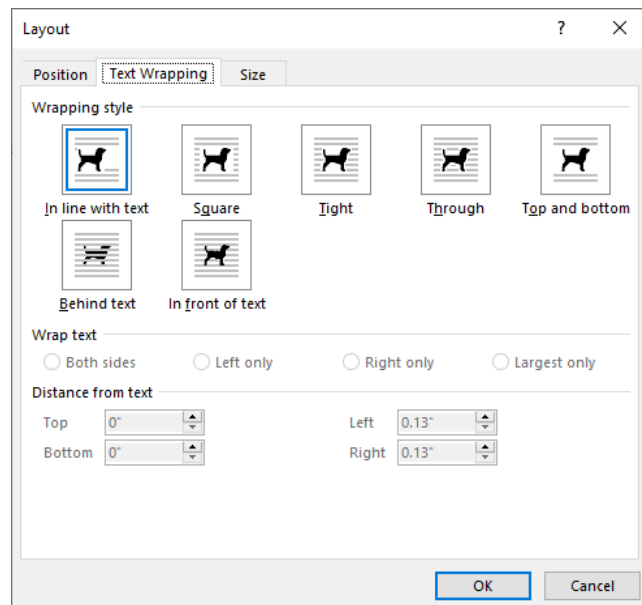 Layout ?
Position Text Wrapping Size
Wrapping style
In line with text Square Tight Through Top and bottom
Behind text In front of text
Wrap text
Both sides Left only Right only Largest only
Distance from text
Top 0" Left 0.13"
Bottom 0" Right 0.13"
OK Cancel